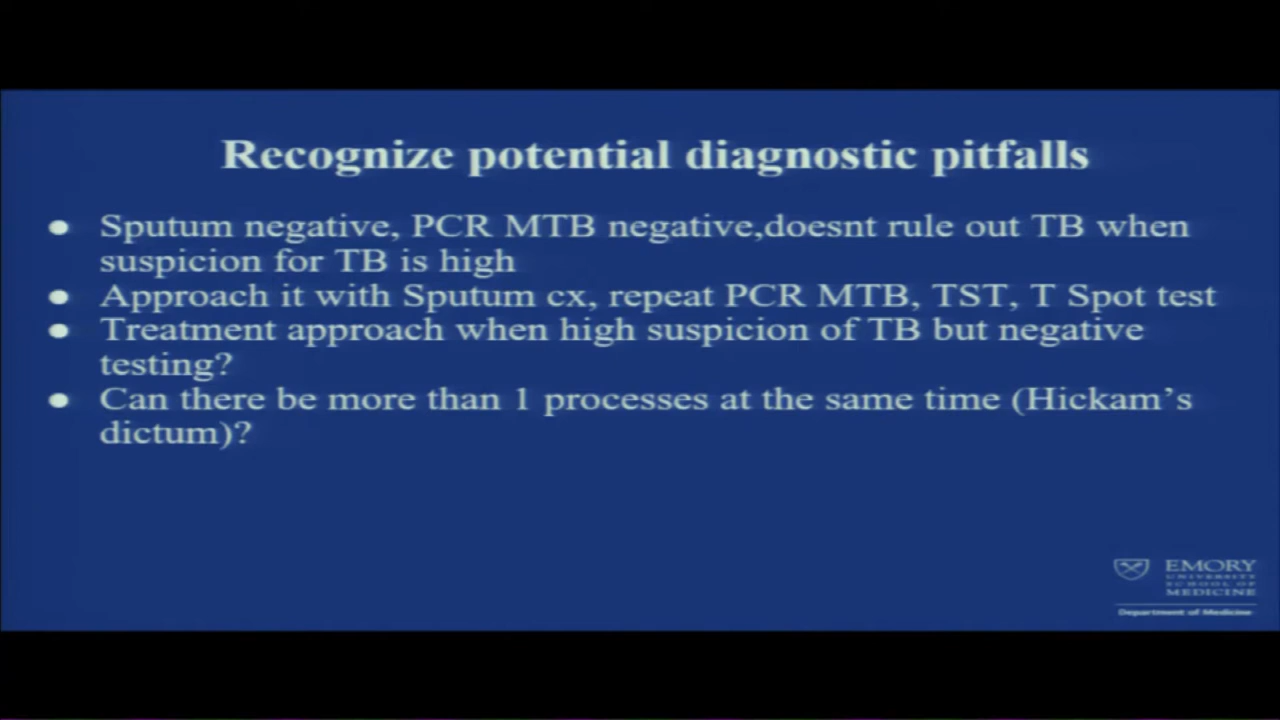 Recognize potential diagnostic pitfalls
● Sputum negative, PCR MTB negative,doesnt rule out TB when
suspicion for TB is high
● Approach it with Sputum cx, repeat PCR MTB, TST, T Spot test
● Treatment approach when high suspicion of TB but negative
testing?
● Can there be more than 1 processes at the same time (Hickam's
dictum)?
EMORY
UNIVERSITY
SCHOOL OF
MEDICINE
Department of Medicine